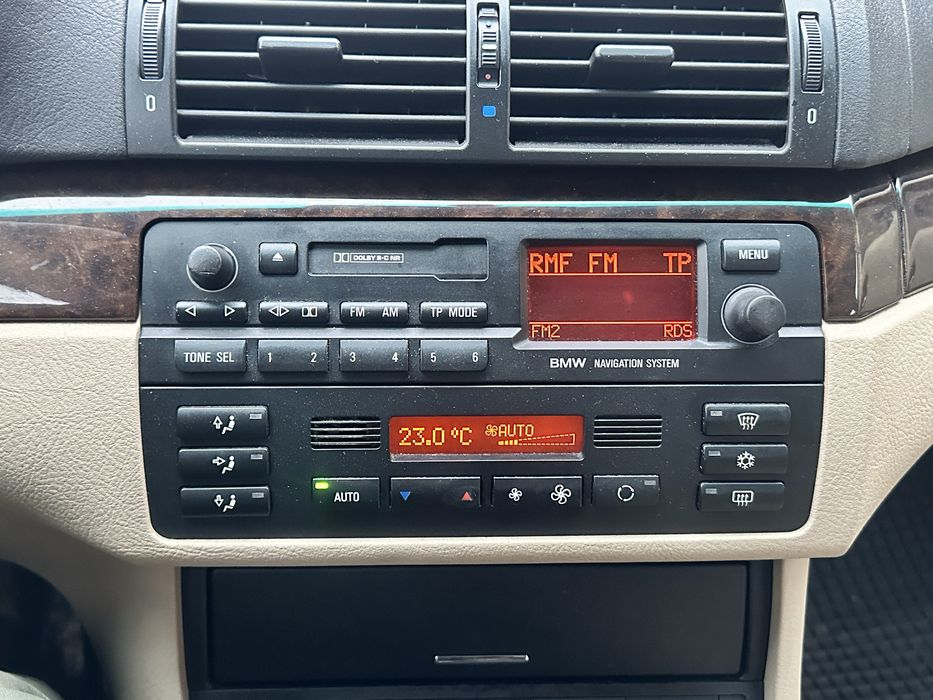 0
0
DOLBY B-C NR
RMF FM TP
MENU
FM AM
TP MODE
FM2 RDS
TONE SEL
1 2
3 4
5 6
BMW NAVIGATION SYSTEM
23.0 °C
AUTO
AUTO